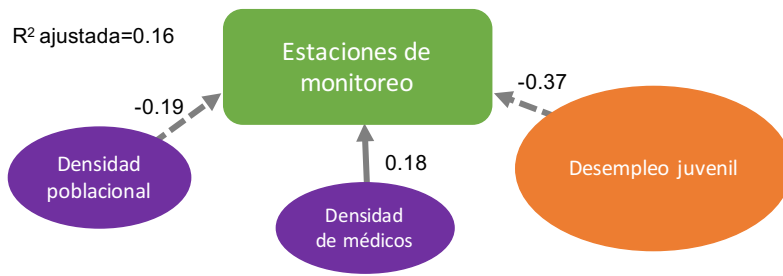 R² ajustada=0.16
Estaciones de
monitoreo
-0.19
-0.37
Densidad
poblacional
0.18
Desempleo juvenil
Densidad
de médicos